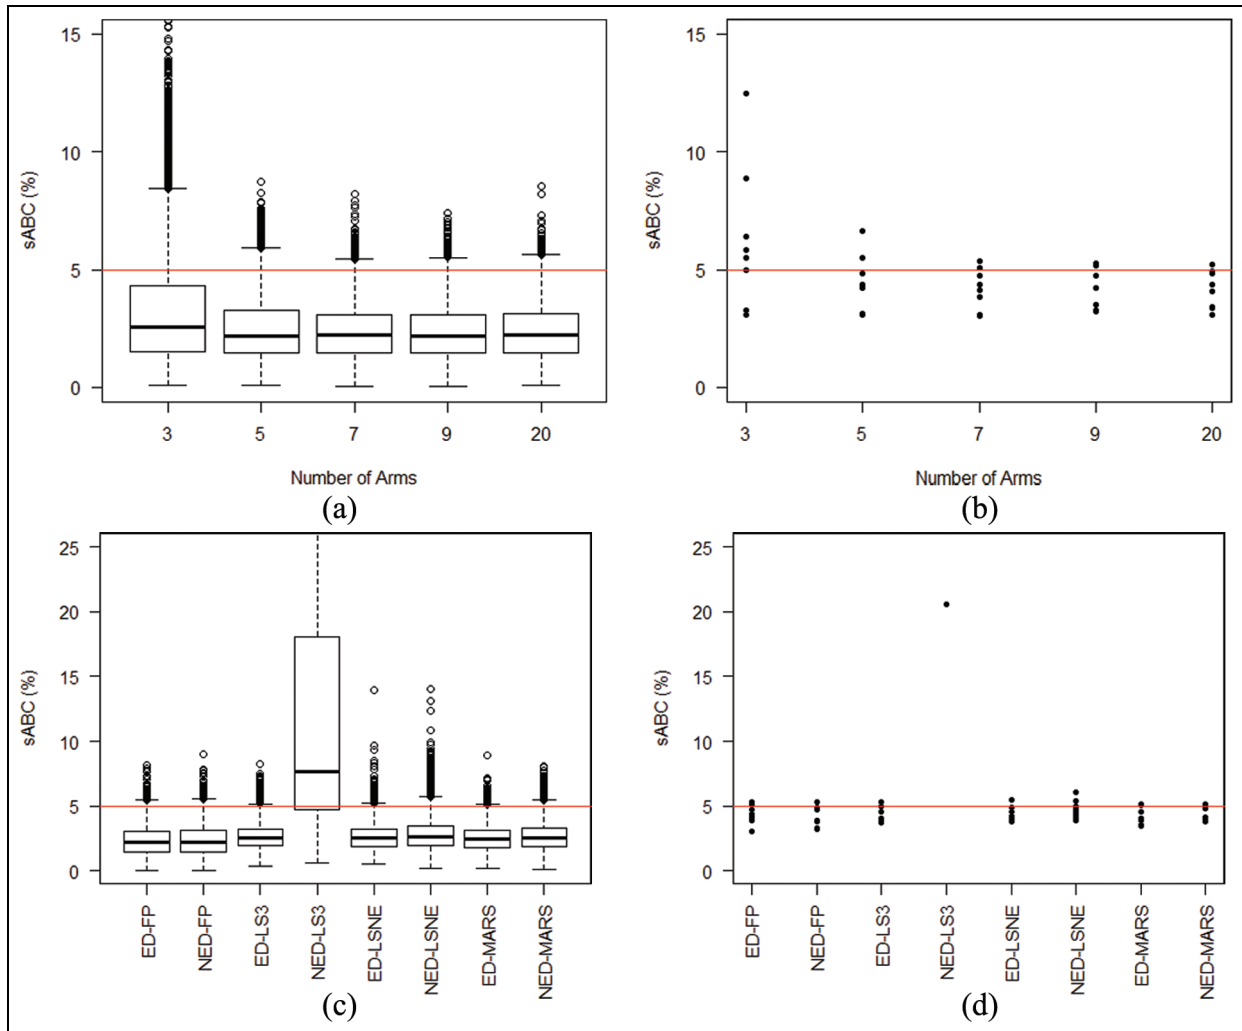 15
10
5
0
sABC (%)
3 5 7 9 20
Number of Arms
(a)
15
10
5
0
sABC (%)
3 5 7 9 20
Number of Arms
(b)
25
20
15
10
5
0
sABC (%)
ED-FP
NED-FP
ED-LS3
NED-LS3
ED-LSNE
NED-LSNE
ED-MARS
NED-MARS
(c)
25
20
15
10
5
0
sABC (%)
ED-FP
NED-FP
ED-LS3
NED-LS3
ED-LSNE
NED-LSNE
ED-MARS
NED-MARS
(d)